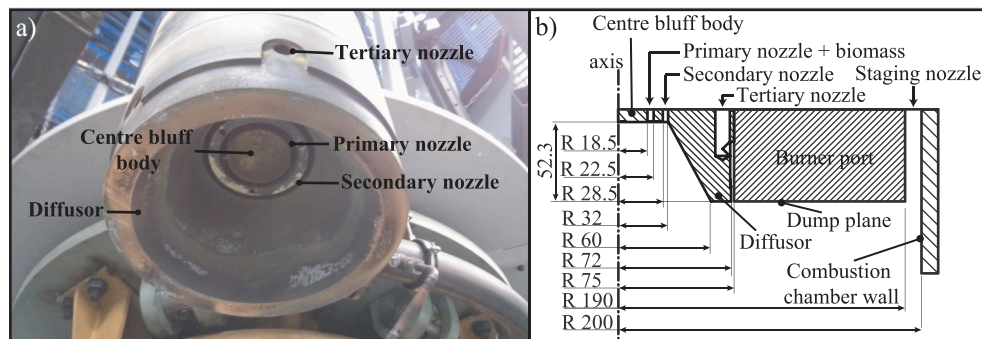 a)
Tertiary nozzle
Centre bluff
body
Primary nozzle
Secondary nozzle
Diffusor
b)
Centre bluff body
Primary nozzle + biomass
axis
Secondary nozzle
Staging nozzle
Tertiary nozzle
52.3
R 18.5
R 22.5
R 28.5
R 32
R 60
R 72
R 75
R 190
R 200
Burner port
Dump plane
Diffusor
Combustion
chamber wall